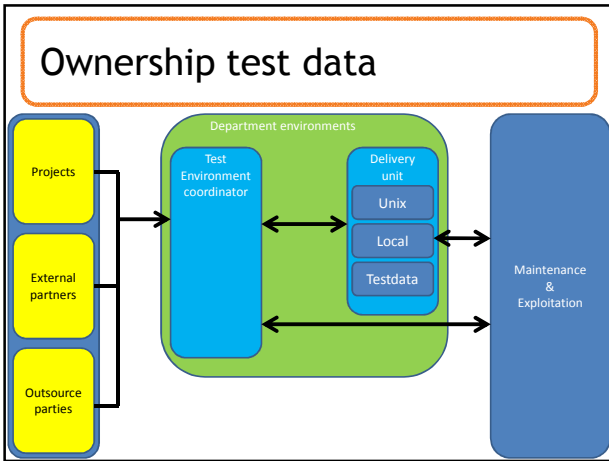 Ownership test data
Projects
External
partners
Outsource
parties
Department environments
Test
Environment
coordinator
Delivery
unit
Unix
Local
Testdata
Maintenance
&
Exploitation